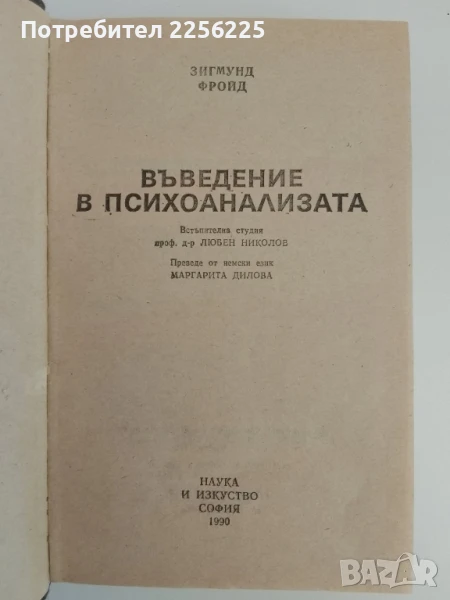 Потребител 2256225
ЗИГМУНД
ФРОЙД
ВЪВЕДЕНИЕ
В ПСИХОАНАЛИЗАТА
Встъпителна студия
проф. д-р ЛЮБЕН НИКОЛОВ
Преведе от немски език
МАРГАРИТА ДИЛОВА
НАУКА
И ИЗКУСТВО
СОФИЯ
1990
bazar